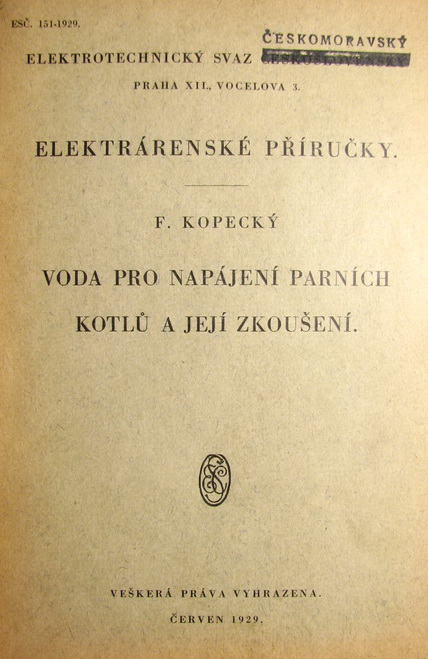 ESČ. 151-1929.
ČESKOMORAVSKÝ
ELEKTROTECHNICKÝ SVAZ ČESKOSLOVENSKÝ
PRAHA XII., VOCELOVA 3.
ELEKTRÁRENSKÉ PŘÍRUČKY.
F. KOPECKÝ
VODA PRO NAPÁJENÍ PARNÍCH
KOTLŮ A JEJÍ ZKOUŠENÍ.
VEŠKERÁ PRÁVA VYHRAZENA.
ČERVEN 1929.